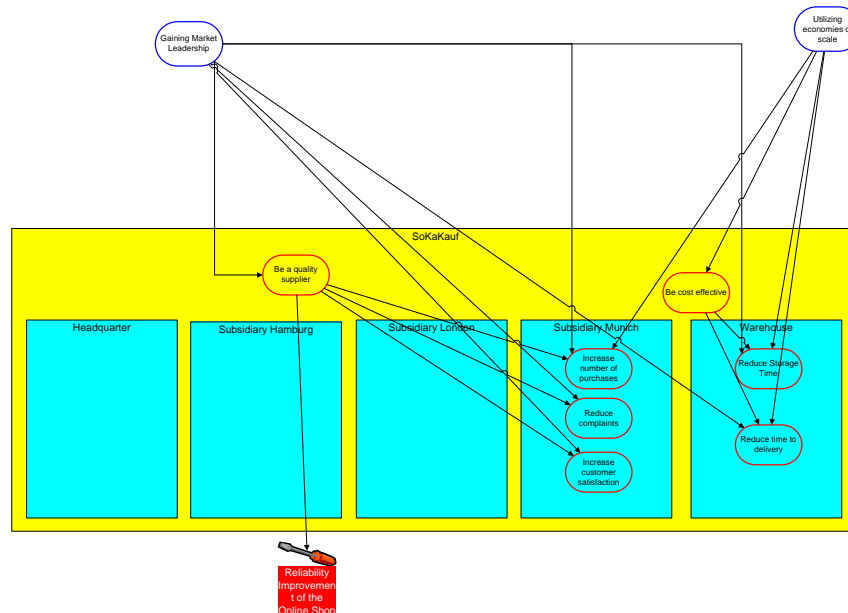 Gaining Market
Leadership
Utilizing
economies o
scale
SoKaKauf
Be a quality
supplier
Be cost effective
Headquarter
Subsidiary Hamburg
Subsidiary London
Subsidiary Munich
Warehouse
Increase
number of
purchases
Reduce Storage
Time
Reduce
complaints
Reduce time to
delivery
Increase
customer
satisfaction
Reliability
Improvemen
t of the
Online Shop